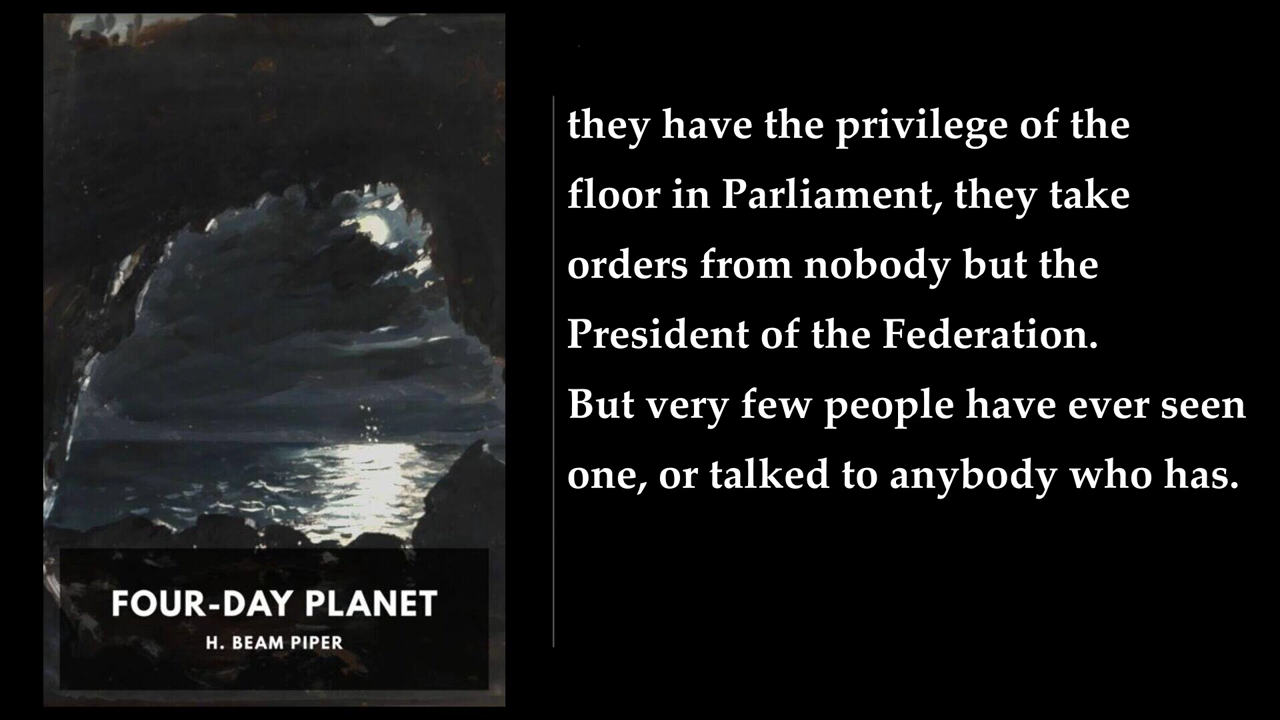 they have the privilege of the
floor in Parliament, they take
orders from nobody but the
President of the Federation.
But very few people have ever seen
one, or talked to anybody who has.
FOUR-DAY PLANET
H. BEAM PIPER